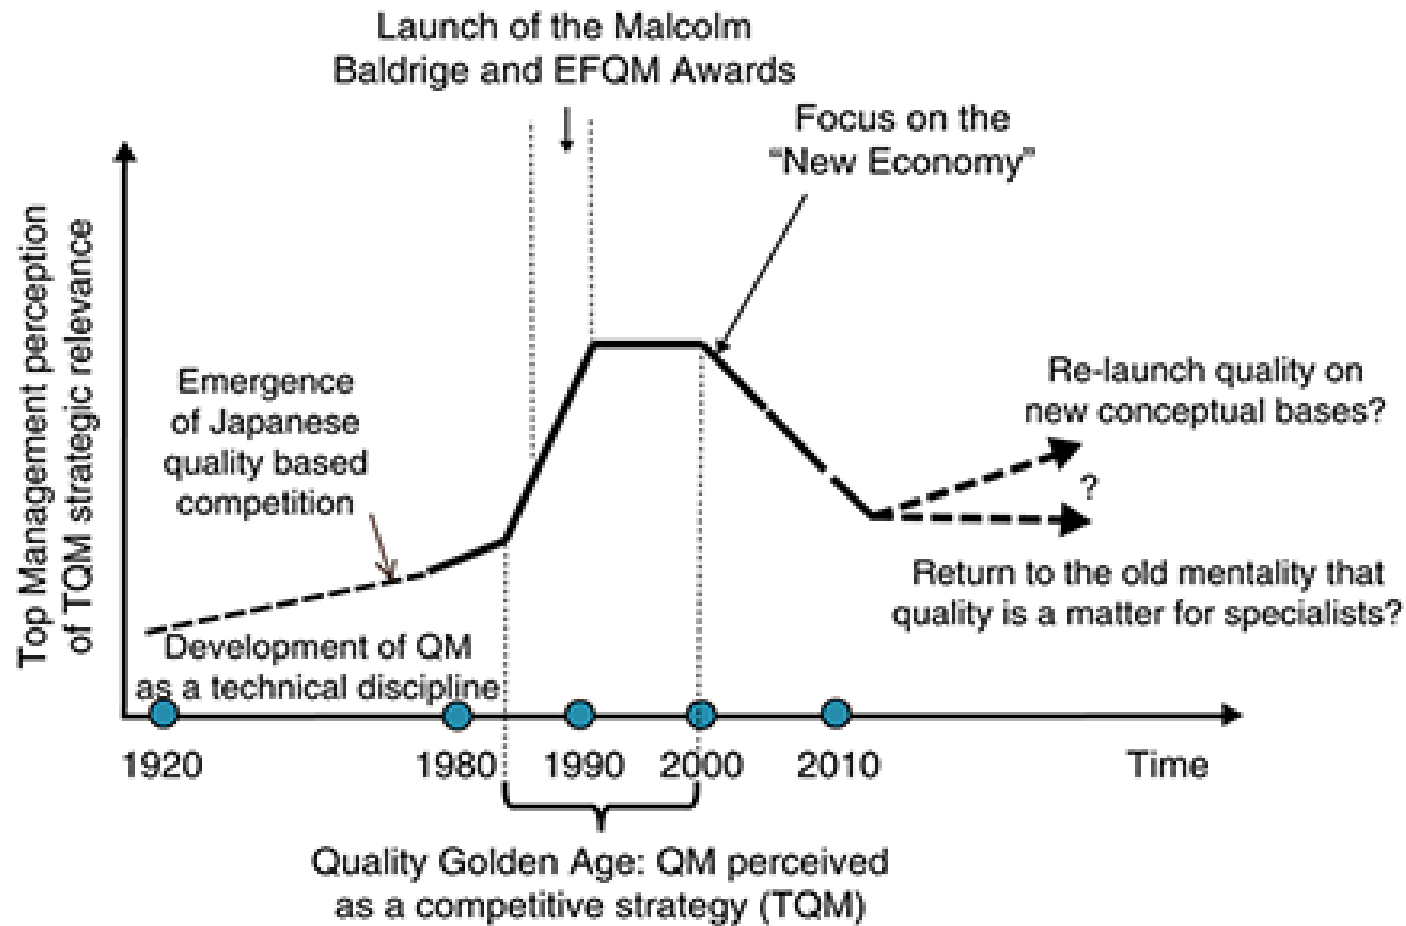 Launch of the Malcolm
Baldrige and EFQM Awards
Focus on the
“New Economy”
Top Management perception
of TQM strategic relevance
Emergence
of Japanese
quality based
competition
Re-launch quality on
new conceptual bases?
?
Return to the old mentality that
quality is a matter for specialists?
Development of QM
as a technical discipline
1920 1980 1990 2000 2010 Time
Quality Golden Age: QM perceived
as a competitive strategy (TQM)